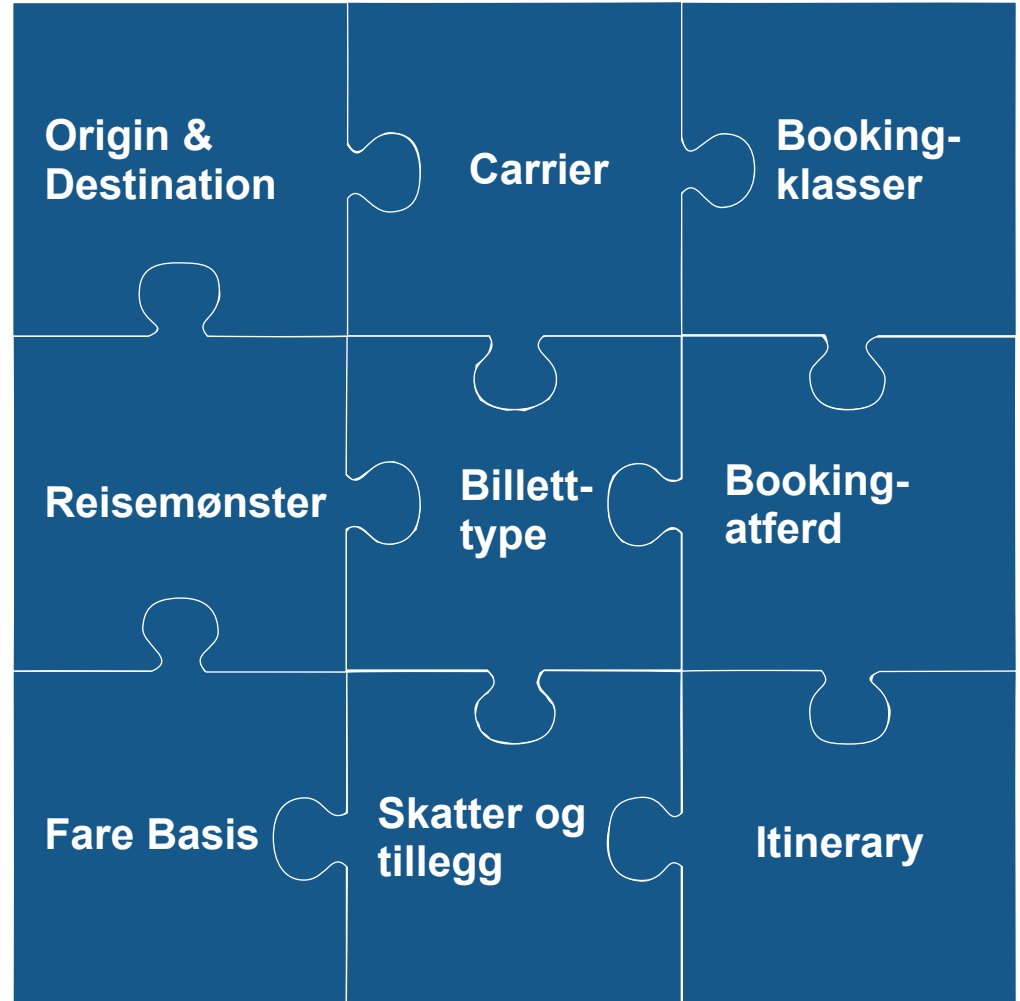 Origin &
Destination
Carrier
Booking-
klasser
Reisemønster
Billett-
type
Booking-
atferd
Fare Basis
Skatter og
tillegg
Itinerary